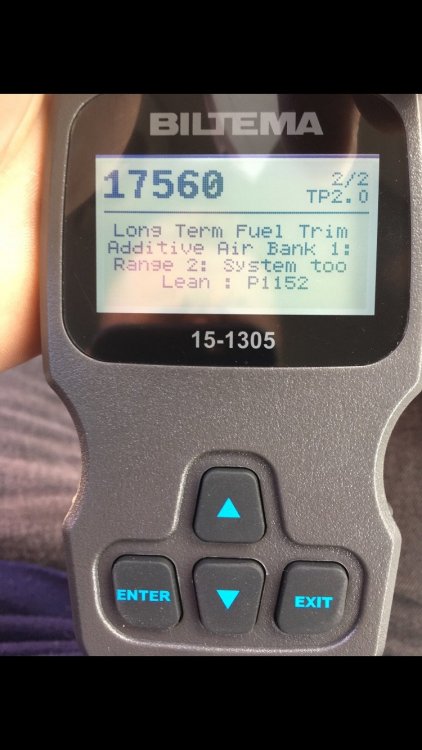 BILTEMA
17560
2/2
TP2.0
Long Term Fuel Trim
Additive Air Bank 1:
Range 2: System too
Lean : P1152
15-1305
ENTER
EXIT